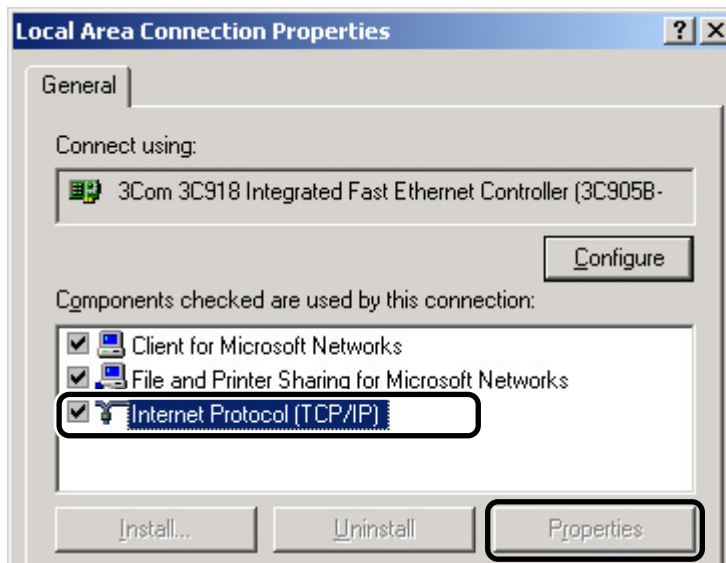 Local Area Connection Properties
General
Connect using:
3Com 3C918 Integrated Fast Ethernet Controller (3C905B-
Configure
Components checked are used by this connection:
Client for Microsoft Networks
File and Printer Sharing for Microsoft Networks
Internet Protocol (TCP/IP)
Install... Uninstall Properties